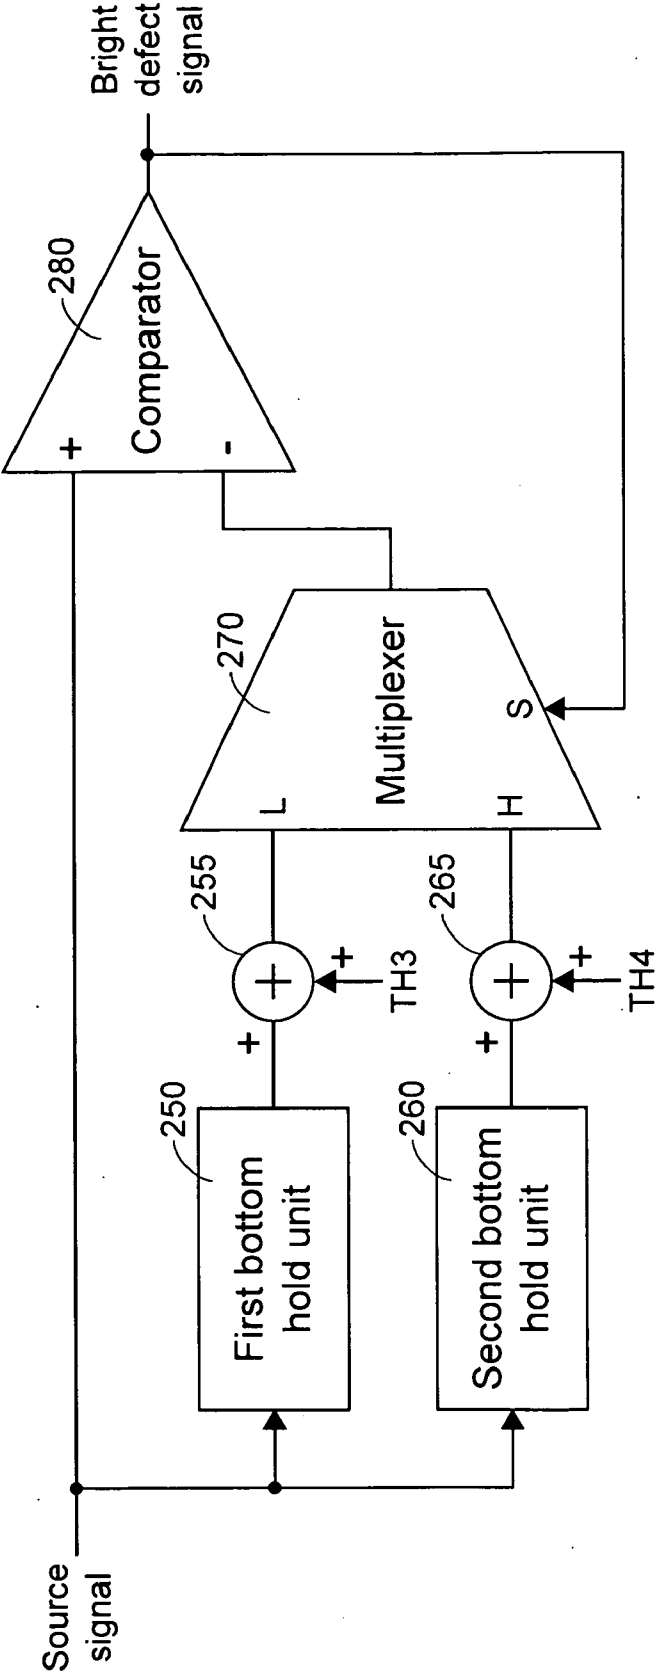 Source
signal
First bottom
hold unit
250
Second bottom
hold unit
260
+
+
255
+
TH3
+
265
+
+
TH4
L
H
S
Multiplexer
270
+
-
Comparator
280
Bright
defect
signal